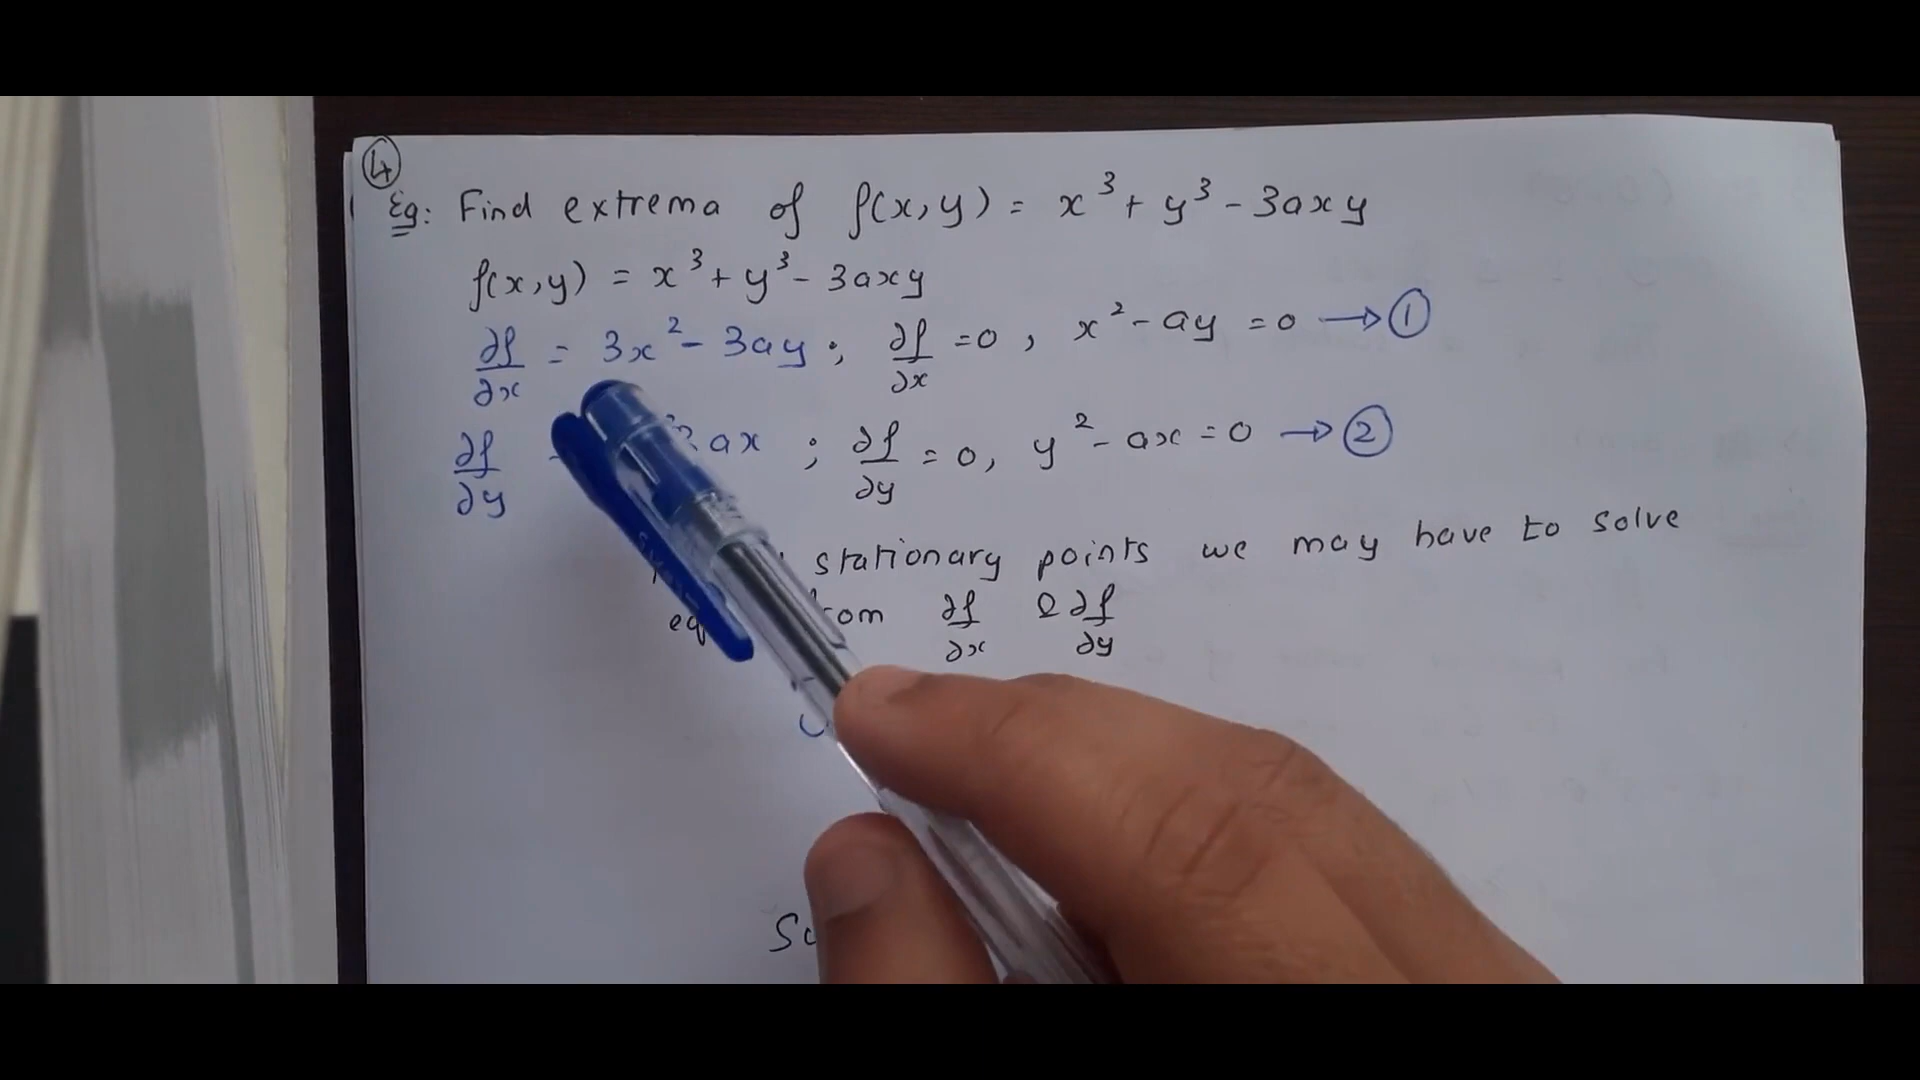 ④
Eg: Find extrema of f(x,y) = x³ + y³ - 3axy
f(x,y) = x³ + y³ - 3axy
∂f/∂x = 3x² - 3ay ; ∂f/∂x = 0 , x² - ay = 0 → ①
∂f/∂y ax ; ∂f/∂y = 0, y² - ax = 0 → ②
stationary points we may have to solve
∂f/∂x & ∂f/∂y